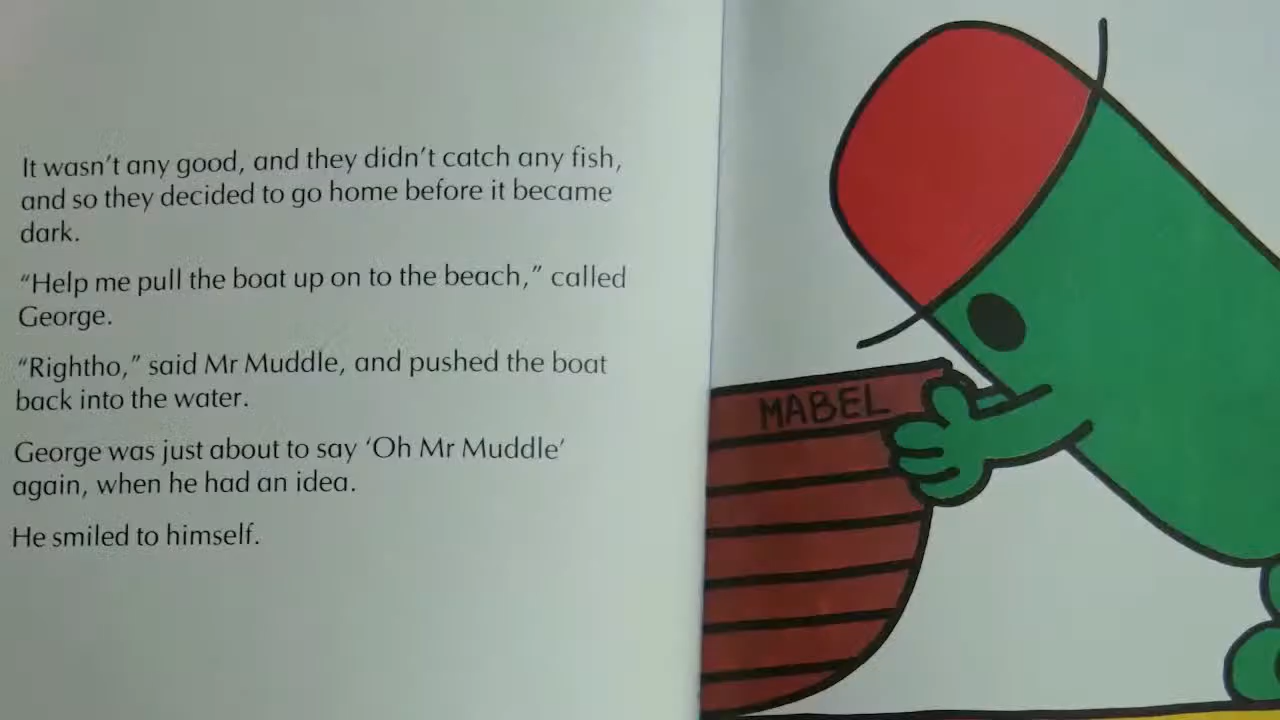 It wasn't any good, and they didn't catch any fish,
and so they decided to go home before it became
dark.
“Help me pull the boat up on to the beach,” called
George.
“Rightho,” said Mr Muddle, and pushed the boat
back into the water.
George was just about to say ‘Oh Mr Muddle’
again, when he had an idea.
He smiled to himself.
MABEL